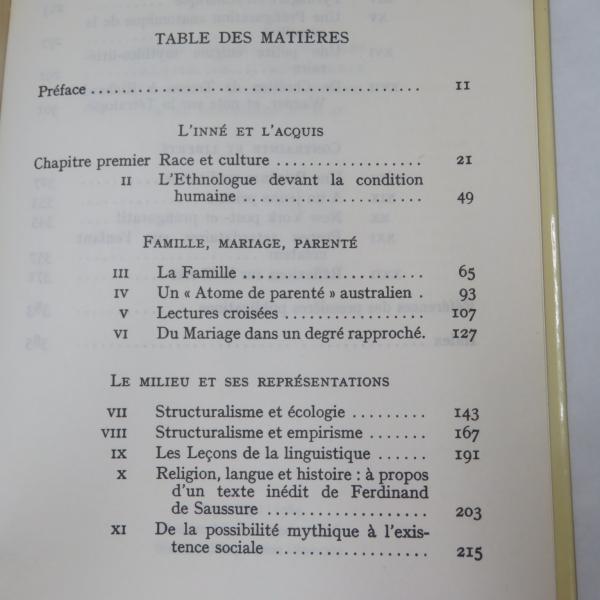 TABLE DES MATIÈRES
Préface ........................................ 11
L'INNÉ ET L'ACQUIS
Chapitre premier Race et culture .................. 21
II L'Ethnologue devant la condition
humaine ................... 49
FAMILLE, MARIAGE, PARENTÉ
III La Famille ...................... 65
IV Un « Atome de parenté » australien . 93
V Lectures croisées ................. 107
VI Du Mariage dans un degré rapproché. 127
LE MILIEU ET SES REPRÉSENTATIONS
VII Structuralisme et écologie ......... 143
VIII Structuralisme et empirisme ....... 167
IX Les Leçons de la linguistique ...... 191
X Religion, langue et histoire : à propos
d'un texte inédit de Ferdinand
de Saussure ................... 203
XI De la possibilité mythique à l'exis-
tence sociale .................. 215